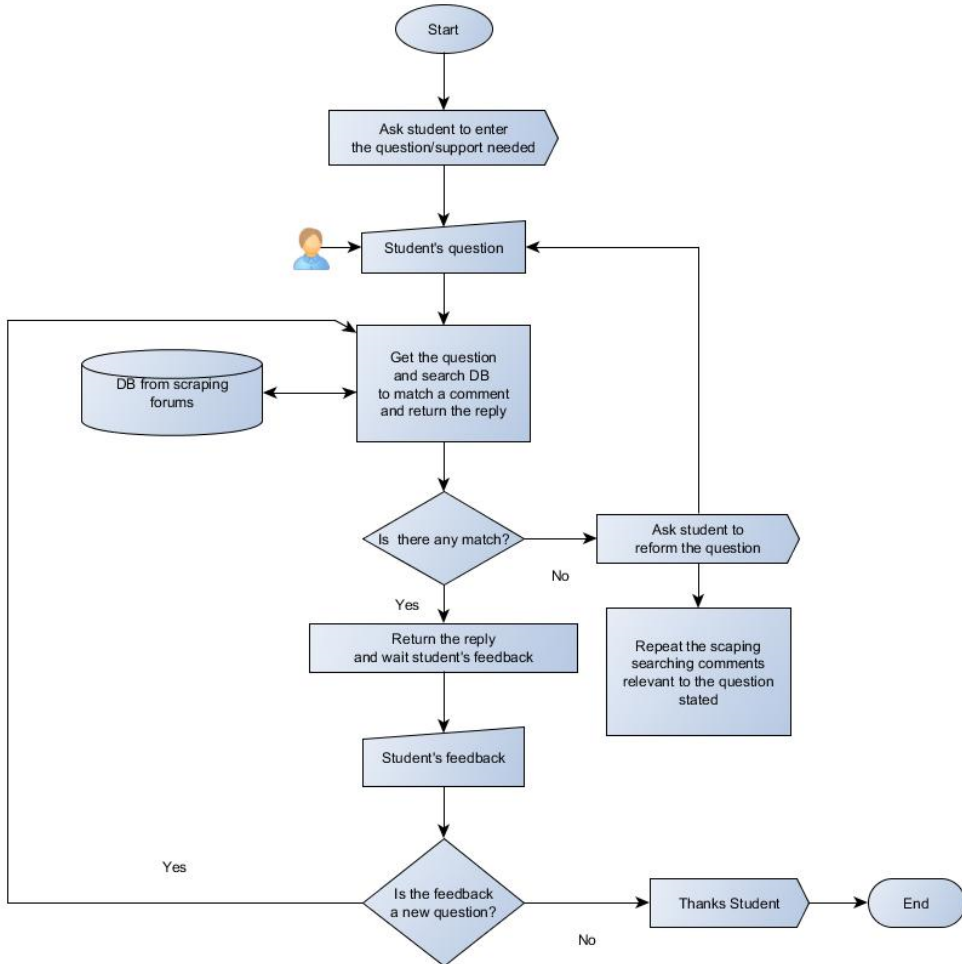 Start
Ask student to enter
the question/support needed
Student's question
Get the question
and search DB
to match a comment
and return the reply
DB from scraping
forums
Is there any match?
No
Ask student to
reform the question
Yes
Return the reply
and wait student's feedback
Repeat the scaping
searching comments
relevant to the question
stated
Student's feedback
Yes
Is the feedback
a new question?
No
Thanks Student
End